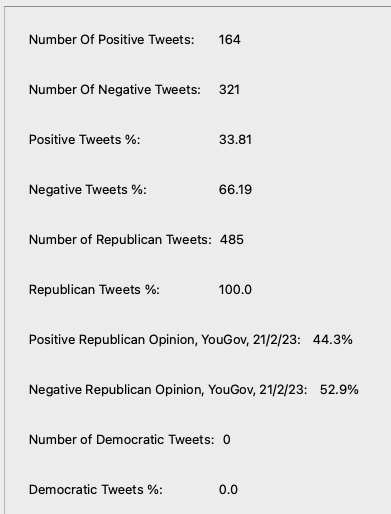 Number Of Positive Tweets: 164
Number Of Negative Tweets: 321
Positive Tweets %: 33.81
Negative Tweets %: 66.19
Number of Republican Tweets: 485
Republican Tweets %: 100.0
Positive Republican Opinion, YouGov, 21/2/23: 44.3%
Negative Republican Opinion, YouGov, 21/2/23: 52.9%
Number of Democratic Tweets: 0
Democratic Tweets %: 0.0